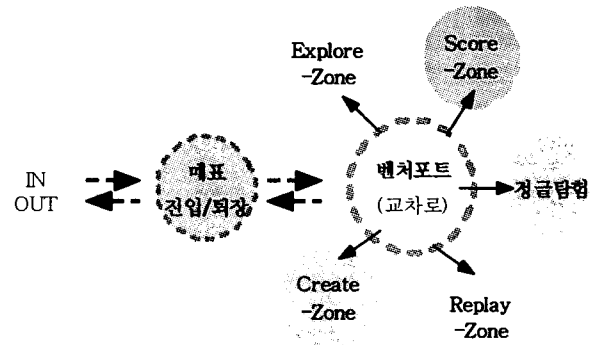 Explore
-Zone
Score
-Zone
IN
OUT
매표
진입/퇴장
벤처포트
(교차로)
정글탐험
Create
-Zone
Replay
-Zone